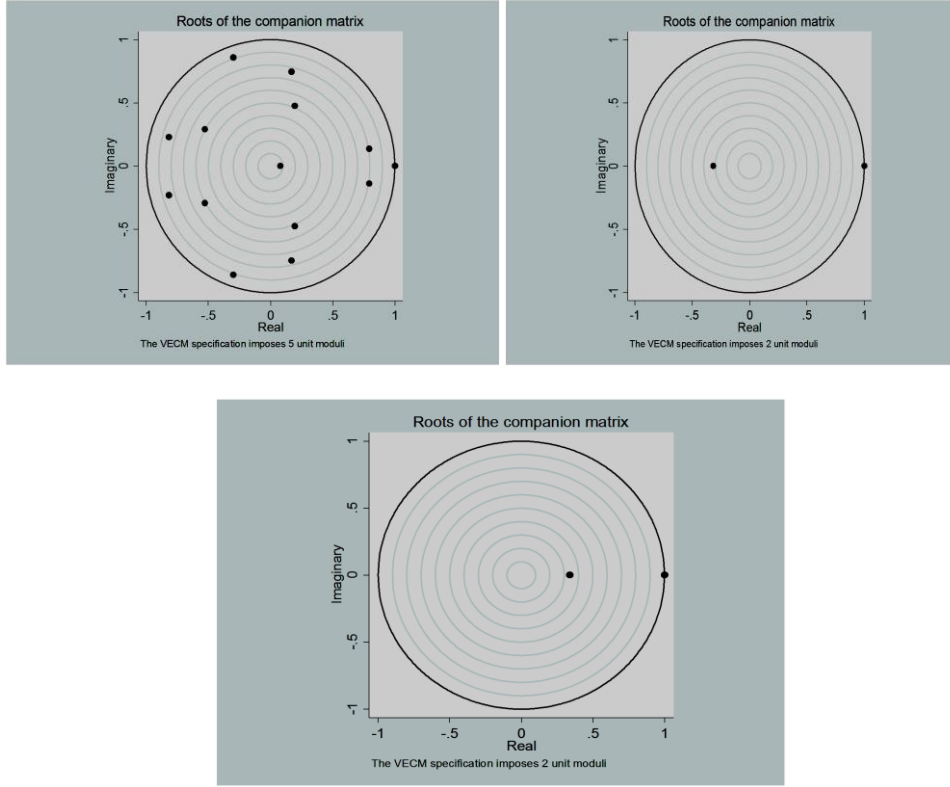 Roots of the companion matrix
1
.5
0
-.5
-1
Imaginary
-1 -.5 0 .5 1
Real
The VECM specification imposes 5 unit moduli
Roots of the companion matrix
1
.5
0
-.5
-1
Imaginary
-1 -.5 0 .5 1
Real
The VECM specification imposes 2 unit moduli
Roots of the companion matrix
1
.5
0
-.5
-1
Imaginary
-1 -.5 0 .5 1
Real
The VECM specification imposes 2 unit moduli